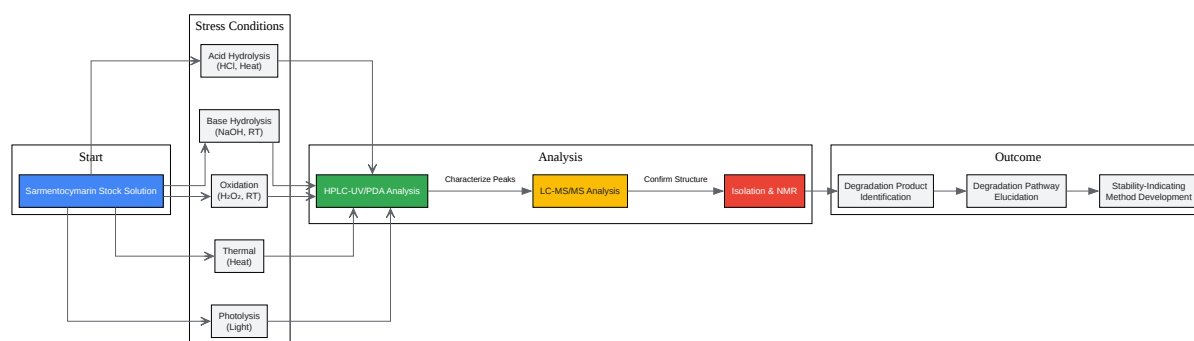 Stress Conditions
Acid Hydrolysis
(HCl, Heat)
Base Hydrolysis
(NaOH, RT)
Start
Sarmentocymarin Stock Solution
Oxidation
(H₂O₂, RT)
Thermal
(Heat)
Photolysis
(Light)
Analysis
HPLC-UV/PDA Analysis
Characterize Peaks
LC-MS/MS Analysis
Confirm Structure
Isolation & NMR
Outcome
Degradation Product
Identification
Degradation Pathway
Elucidation
Stability-Indicating
Method Development